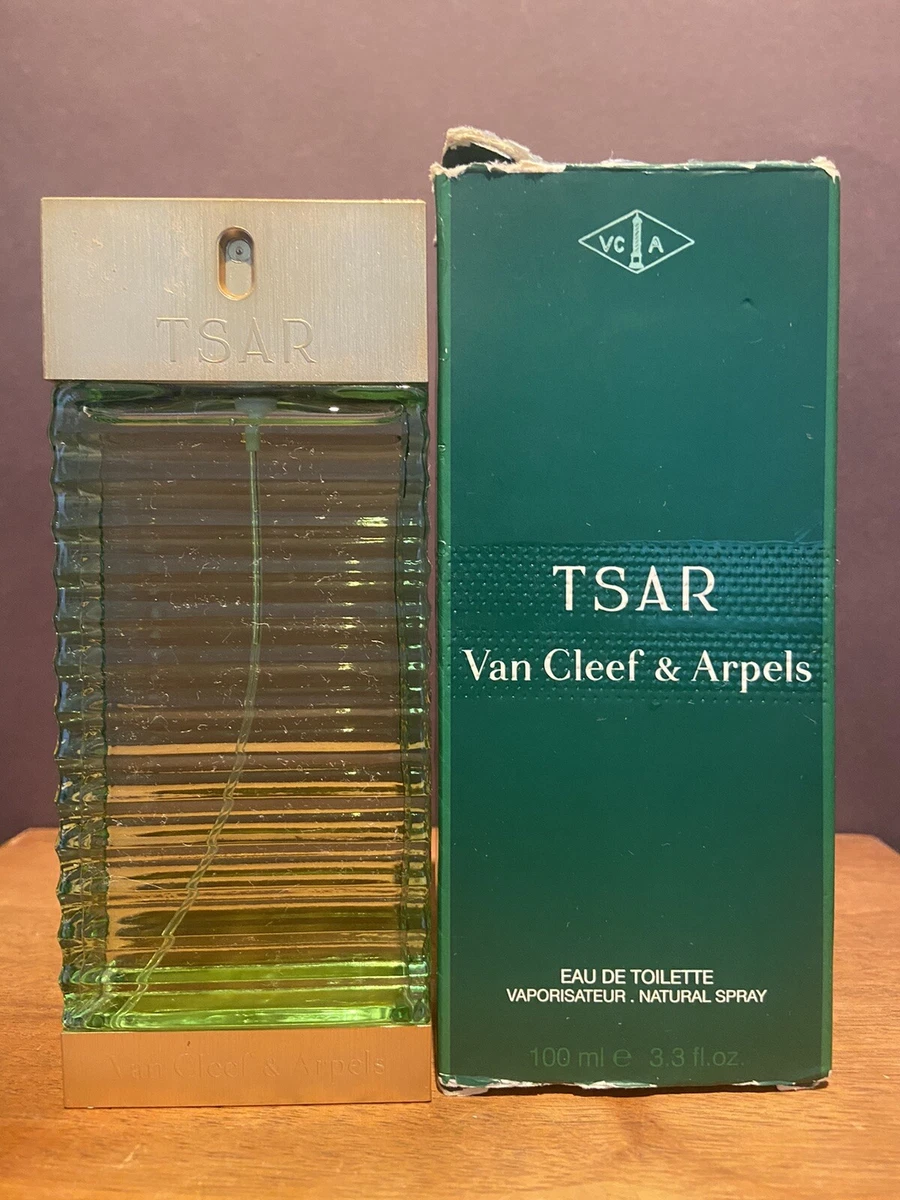 TSAR
Van Cleef & Arpels
VC A
TSAR
Van Cleef & Arpels
EAU DE TOILETTE
VAPORISATEUR . NATURAL SPRAY
100 ml e 3.3 fl.oz.